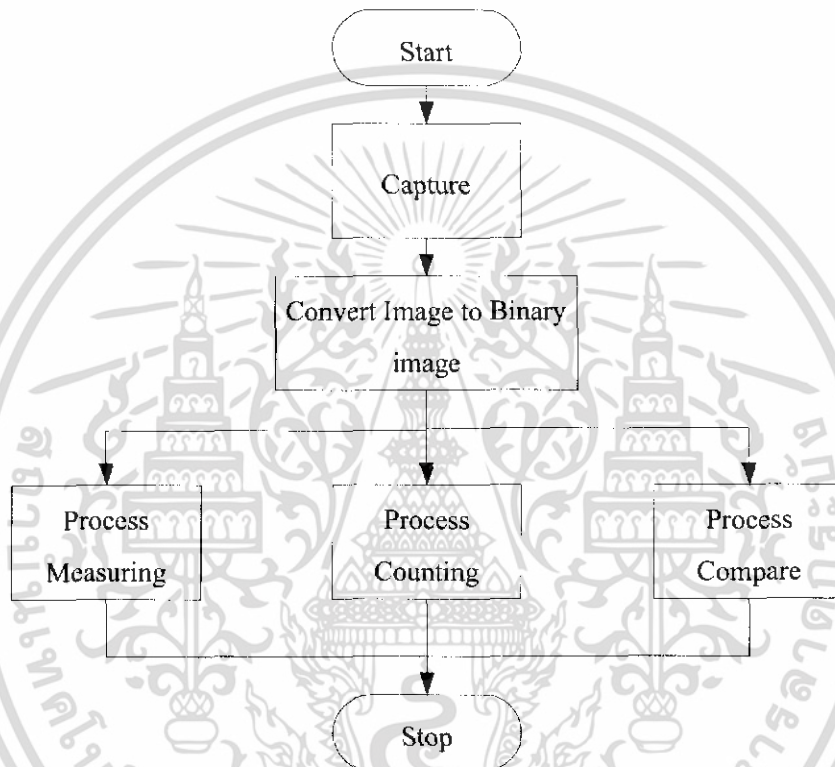 Start
Capture
Convert Image to Binary
image
Process
Measuring
Process
Counting
Process
Compare
Stop